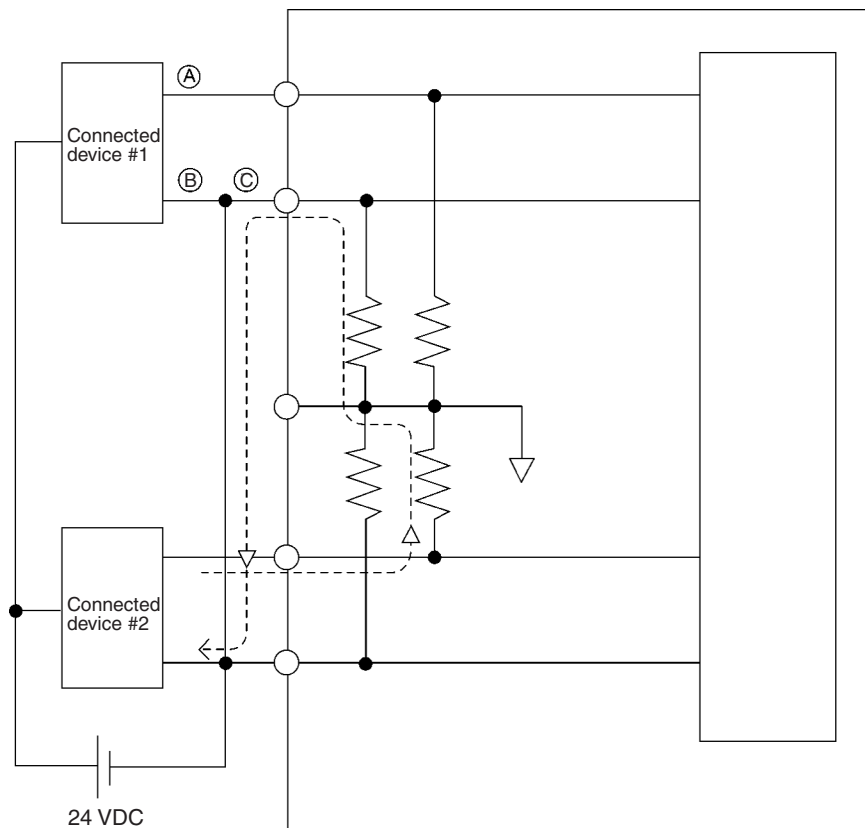 Ⓐ
Connected
device #1
Ⓑ Ⓒ
Connected
device #2
24 VDC